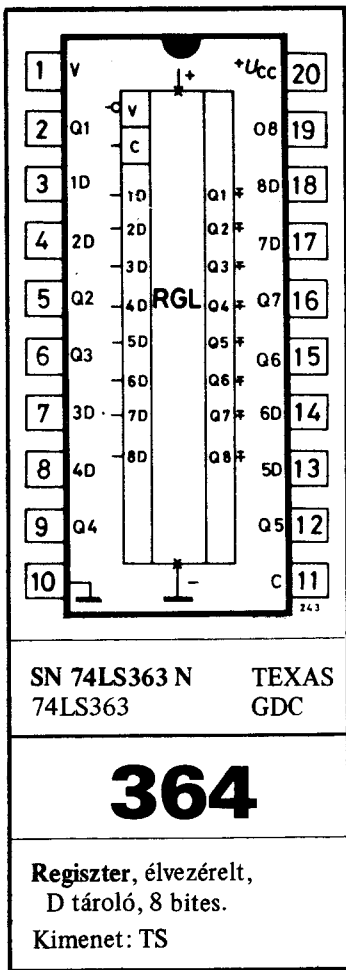 1 V +UCC 20
2 Q1 O8 19
3 1D 8D 18
4 2D 7D 17
5 Q2 Q7 16
6 Q3 Q6 15
7 3D 6D 14
8 4D 5D 13
9 Q4 Q5 12
10 C 11
+
V
C
1D Q1
2D Q2
3D Q3
4D RGL Q4
5D Q5
6D Q6
7D Q7
8D Q8
−
243
SN 74LS363 N TEXAS
74LS363 GDC
364
Regiszter, élvezérelt,
D tároló, 8 bites.
Kimenet: TS